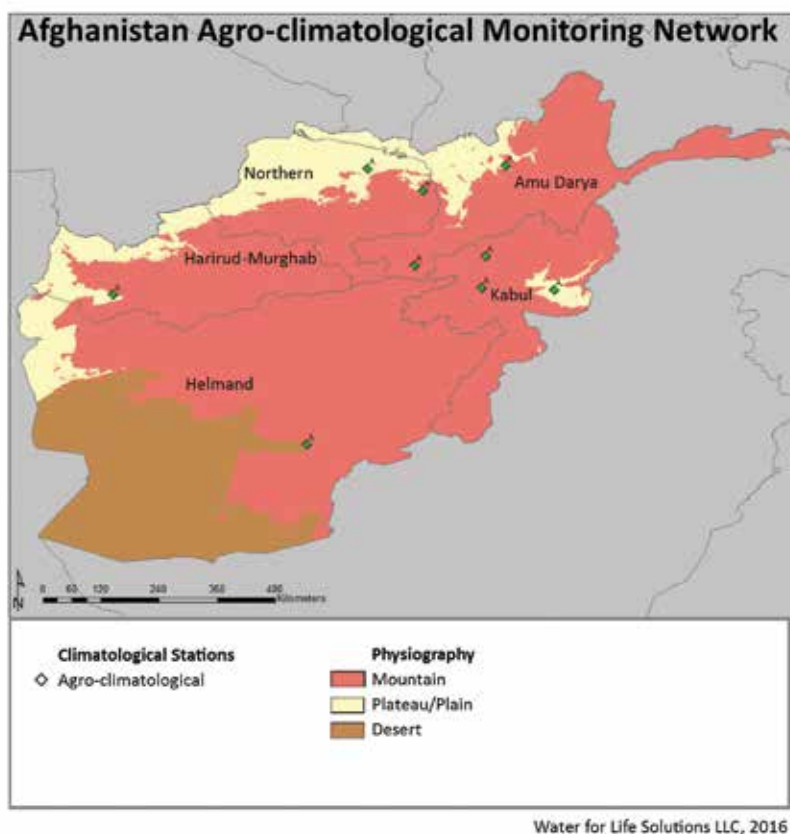 Afghanistan Agro-climatological Monitoring Network
Northern
Amu Darya
Harirud-Murghab
Kabul
Helmand
N
0 60 120 240 360 480
Kilometers
Climatological Stations
Agro-climatological
Physiography
Mountain
Plateau/Plain
Desert
Water for Life Solutions LLC, 2016